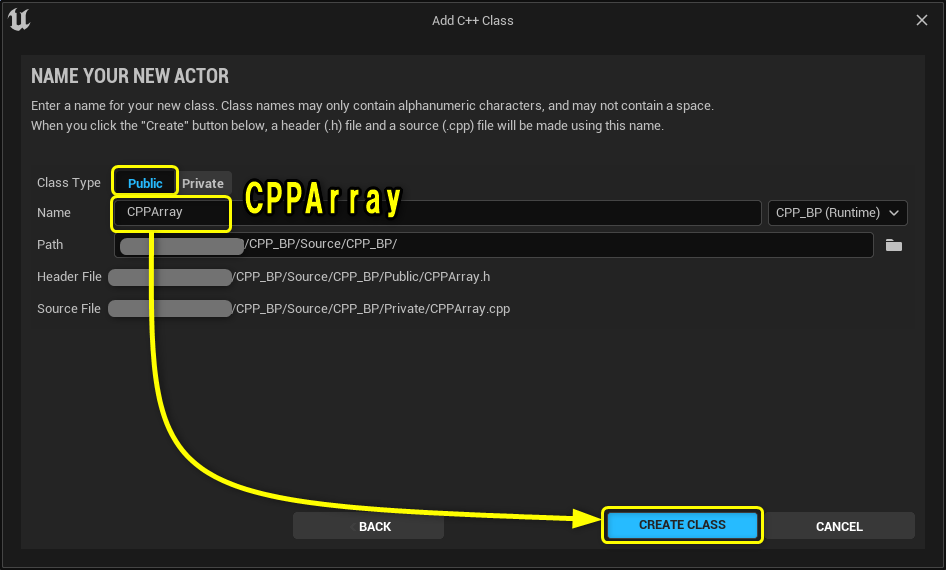 Add C++ Class
NAME YOUR NEW ACTOR
Enter a name for your new class. Class names may only contain alphanumeric characters, and may not contain a space.
When you click the "Create" button below, a header (.h) file and a source (.cpp) file will be made using this name.
Class Type Public Private
CPPArray
Name CPPArray CPP_BP (Runtime)
Path /CPP_BP/Source/CPP_BP/
Header File /CPP_BP/Source/CPP_BP/Public/CPPArray.h
Source File /CPP_BP/Source/CPP_BP/Private/CPPArray.cpp
BACK CREATE CLASS CANCEL